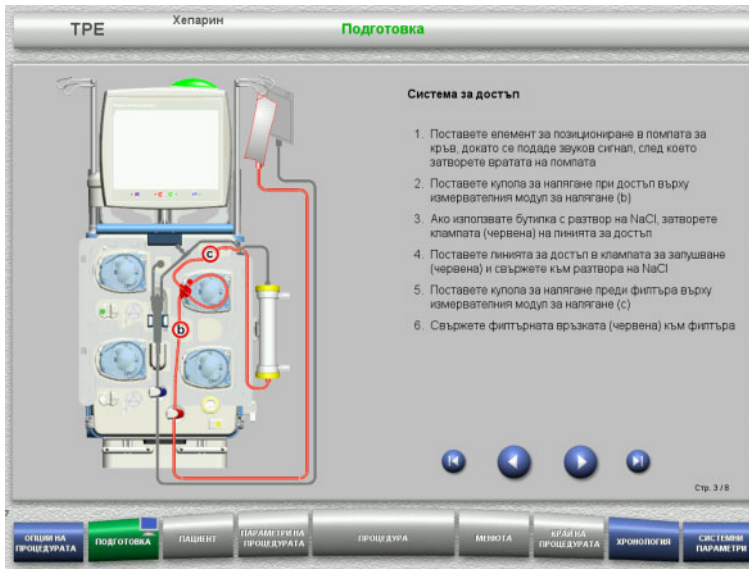 TPE
Хепарин
Подготовка
Система за достъп
1. Поставете елемент за позициониране в помпата за
кръв, докато се подаде звуков сигнал, след което
затворете вратата на помпата
2. Поставете купола за налягане при достъп върху
измервателния модул за налягане (b)
3. Ако използвате бутилка с разтвор на NaCl, затворете
клампата (червена) на линията за достъп
4. Поставете линията за достъп в клампата за запушване
(червена) и свържете към разтвора на NaCl
5. Поставете купола за налягане преди филтъра върху
измервателния модул за налягане (c)
6. Свържете филтърната връзката (червена) към филтъра
c
b
Стр. 3 / 8
7
ОПЦИИ НА
ПРОЦЕДУРАТА
ПОДГОТОВКА
ПАЦИЕНТ
ПАРАМЕТРИ НА
ПРОЦЕДУРАТА
ПРОЦЕДУРА
МЕНЮТА
КРАЙ НА
ПРОЦЕДУРАТА
ХРОНОЛОГИЯ
СИСТЕМНИ
ПАРАМЕТРИ